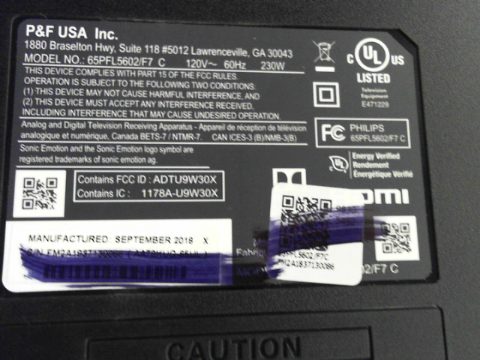 P&F USA Inc.
1880 Braselton Hwy, Suite 118 #5012 Lawrenceville, GA 30043
MODEL NO.: 65PFL5602/F7 C 120V~ 60Hz 230W
THIS DEVICE COMPLIES WITH PART 15 OF THE FCC RULES.
OPERATION IS SUBJECT TO THE FOLLOWING TWO CONDITIONS:
(1) THIS DEVICE MAY NOT CAUSE HARMFUL INTERFERENCE, AND
(2) THIS DEVICE MUST ACCEPT ANY INTERFERENCE RECEIVED,
INCLUDING INTERFERENCE THAT MAY CAUSE UNDESIRED OPERATION.
C UL US
LISTED
Television
Equipment
E471229
Analog and Digital Television Receiving Apparatus - Appareil de réception de télévision
analogique et numérique, Canada BETS-7 / NTMR-7. CAN ICES-3 (B)/NMB-3(B)
Sonic Emotion and the Sonic Emotion logo symbol are
registered trademarks of sonic emotion ag.
FC PHILIPS
65PFL5602/F7 C
Energy Verified
Rendement
Énergétique Vérifié
Contains FCC ID : ADTU9W30X
Contains IC : 1178A-U9W30X
MANUFACTURED: SEPTEMBER 2018 X
Fabri
65PFL5602/F7C
/F7 C
CAUTION